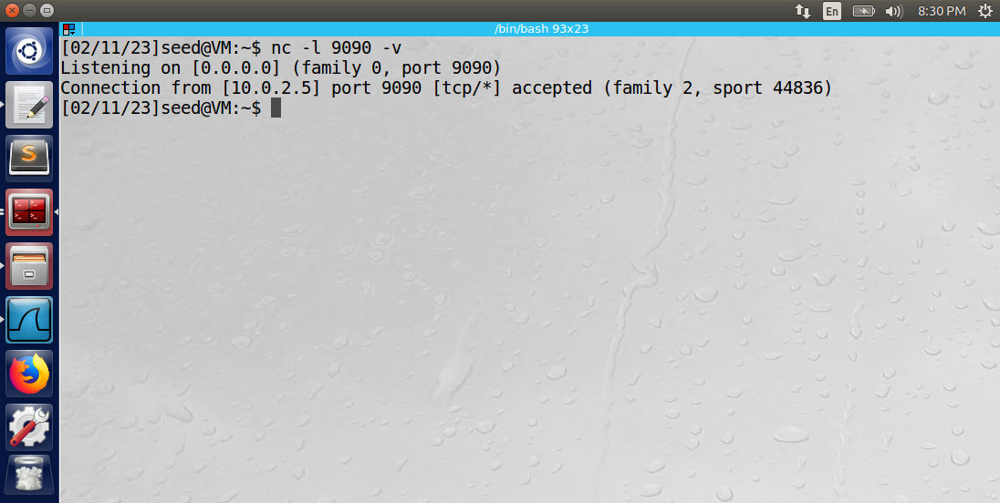 En
8:30 PM
/bin/bash 93x23
[02/11/23]seed@VM:~$ nc -l 9090 -v
Listening on [0.0.0.0] (family 0, port 9090)
Connection from [10.0.2.5] port 9090 [tcp/*] accepted (family 2, sport 44836)
[02/11/23]seed@VM:~$